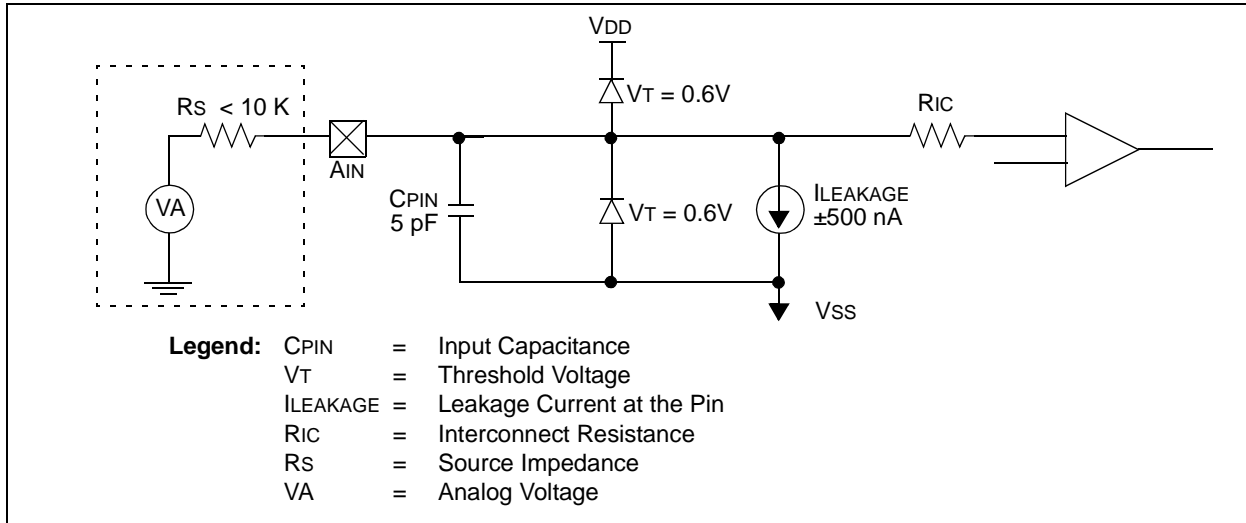 VDD
VT = 0.6V
RS < 10 K
RIC
AIN
VA
CPIN
5 pF
VT = 0.6V
ILEAKAGE
±500 nA
VSS
Legend: CPIN = Input Capacitance
VT = Threshold Voltage
ILEAKAGE = Leakage Current at the Pin
RIC = Interconnect Resistance
RS = Source Impedance
VA = Analog Voltage